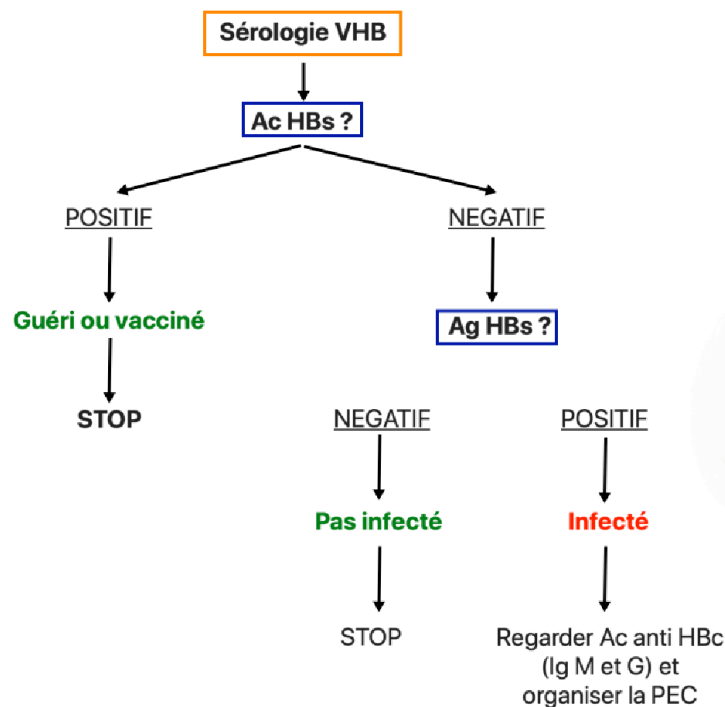 Sérologie VHB
Ac HBs ?
POSITIF
NEGATIF
Guéri ou vacciné
Ag HBs ?
STOP
NEGATIF
POSITIF
Pas infecté
Infecté
STOP
Regarder Ac anti HBc
(Ig M et G) et
organiser la PEC